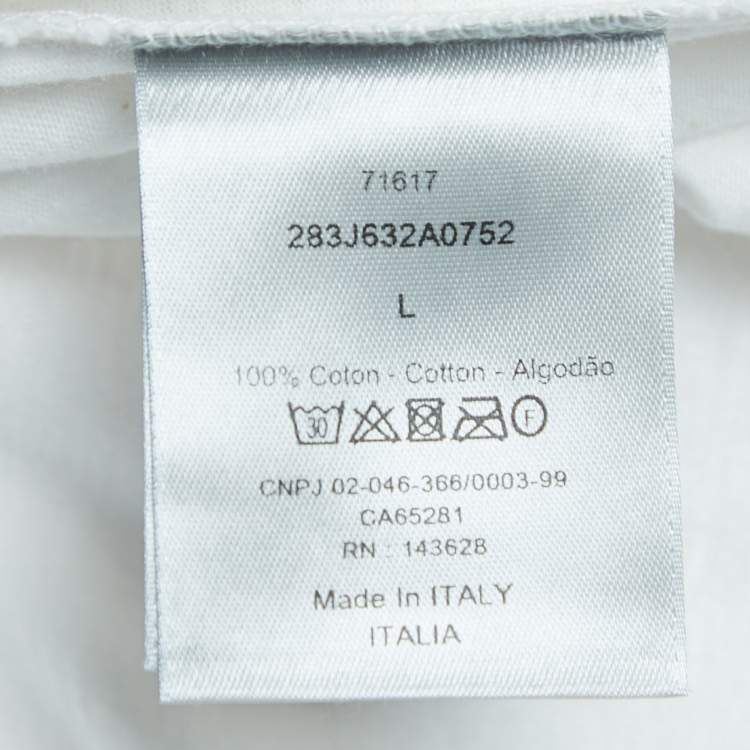 71617
283J632A0752
L
100% Coton - Cotton - Algodão
30 F
CNPJ 02-046-366/0003-99
CA65281
RN : 143628
Made In ITALY
ITALIA